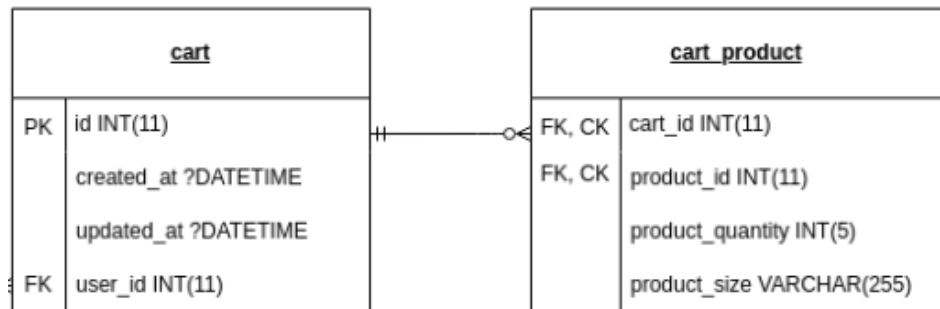 cart
PK id INT(11)
created_at ?DATETIME
updated_at ?DATETIME
FK user_id INT(11)
cart_product
FK, CK cart_id INT(11)
FK, CK product_id INT(11)
product_quantity INT(5)
product_size VARCHAR(255)